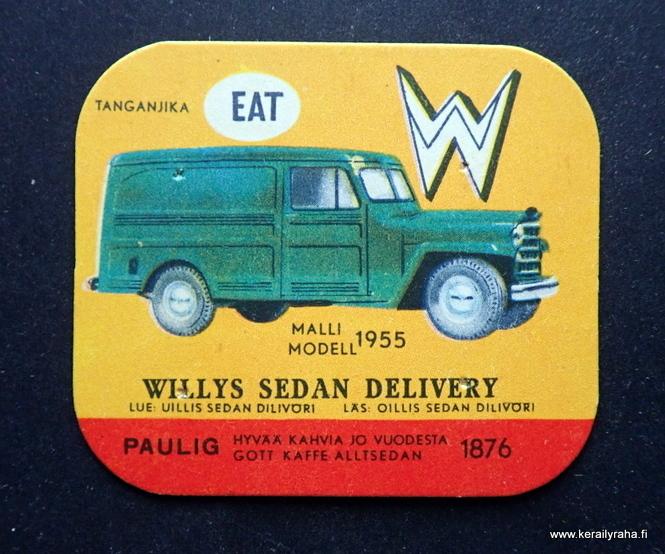 TANGANJIKA
EAT
W
MALLI
MODELL 1955
WILLYS SEDAN DELIVERY
LUE: UILLIS SEDAN DILIVÖRI LÄS: OILLIS SEDAN DILIVÖRI
PAULIG HYVÄÄ KAHVIA JO VUODESTA 1876
GOTT KAFFE ALLTSEDAN
www.kerailyraha.fi